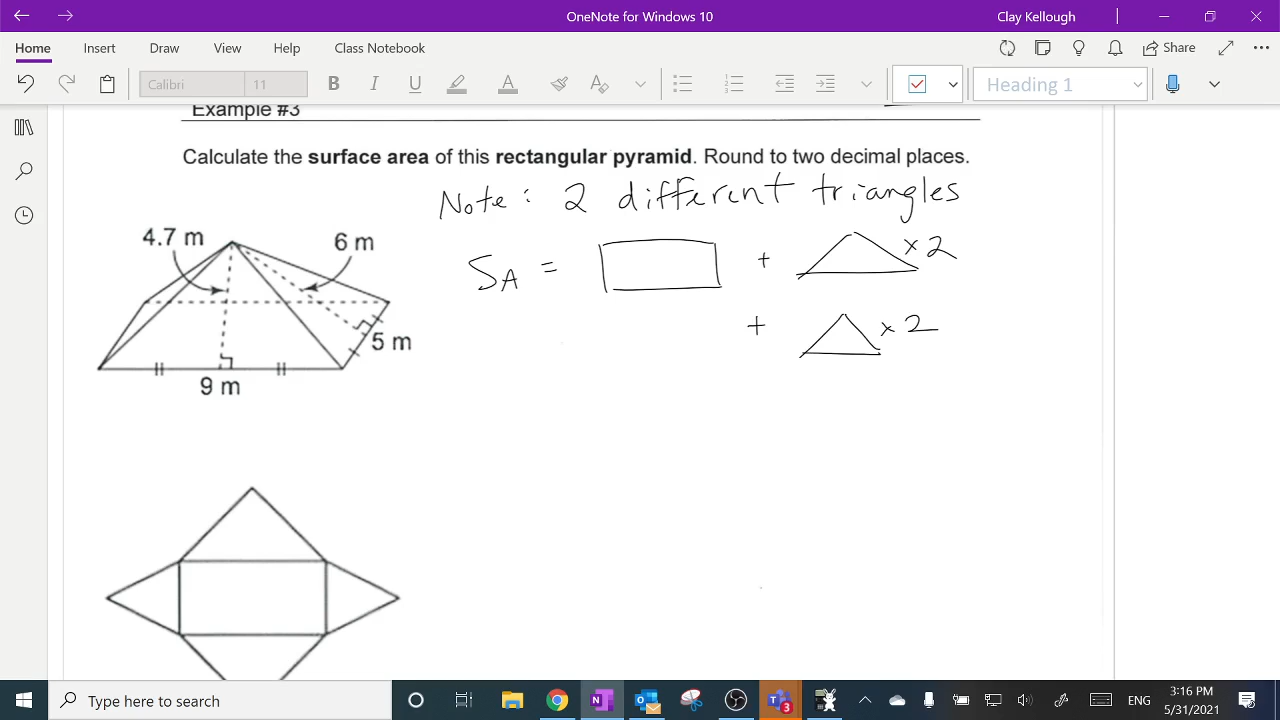 OneNote for Windows 10
Clay Kellough
Home Insert Draw View Help Class Notebook
Share
Calibri 11 B I U A Heading 1
Example #3
Calculate the surface area of this rectangular pyramid. Round to two decimal places.
Note: 2 different triangles
4.7 m
6 m
5 m
9 m
SA = + × 2
+ × 2
Type here to search
3
ENG
3:16 PM
5/31/2021